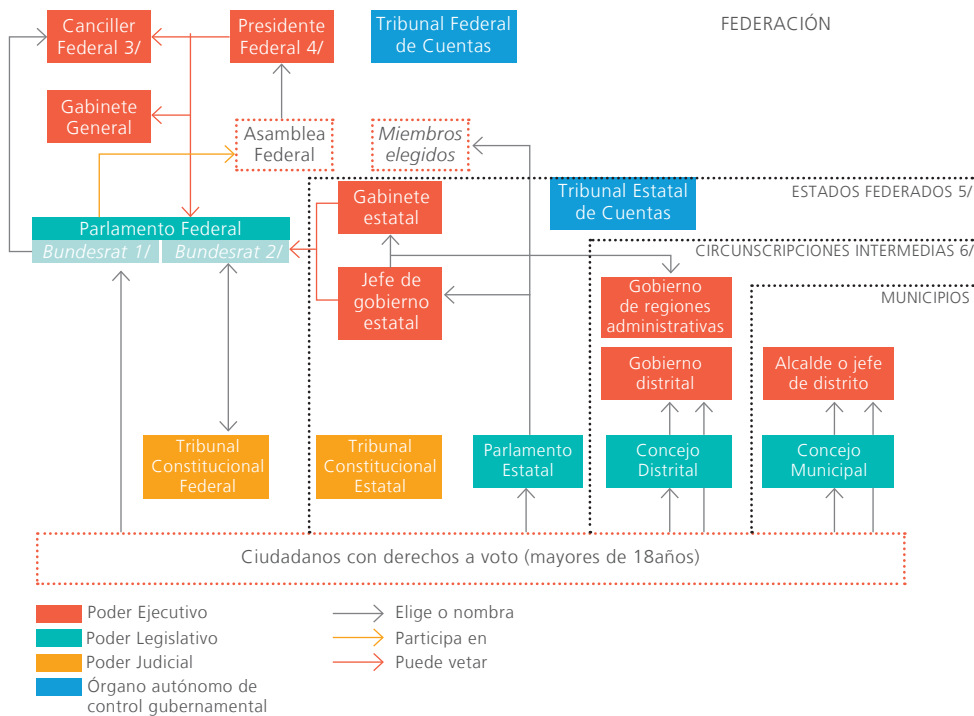 Canciller
Federal 3/
Presidente
Federal 4/
Tribunal Federal
de Cuentas
FEDERACIÓN
Gabinete
General
Asamblea
Federal
Miembros
elegidos
ESTADOS FEDERADOS 5/
Gabinete
estatal
Tribunal Estatal
de Cuentas
Parlamento Federal
Bundesrat 1/
Bundesrat 2/
CIRCUNSCRIPCIONES INTERMEDIAS 6/
Jefe de
gobierno
estatal
Gobierno
de regiones
administrativas
MUNICIPIOS
Gobierno
distrital
Alcalde o jefe
de distrito
Tribunal
Constitucional
Federal
Tribunal
Constitucional
Estatal
Parlamento
Estatal
Concejo
Distrital
Concejo
Municipal
Ciudadanos con derechos a voto (mayores de 18años)
Poder Ejecutivo
Poder Legislativo
Poder Judicial
Órgano autónomo de
control gubernamental
Elige o nombra
Participa en
Puede vetar